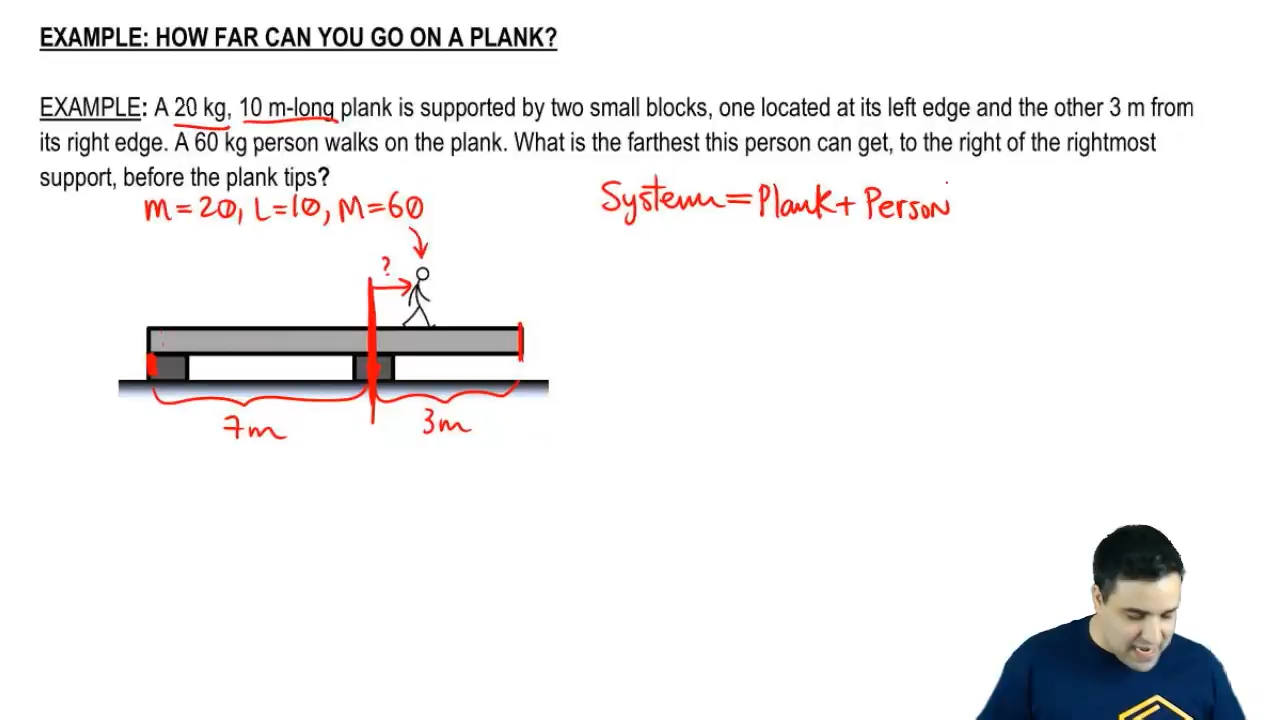 EXAMPLE: HOW FAR CAN YOU GO ON A PLANK?
EXAMPLE: A 20 kg, 10 m-long plank is supported by two small blocks, one located at its left edge and the other 3 m from
its right edge. A 60 kg person walks on the plank. What is the farthest this person can get, to the right of the rightmost
support, before the plank tips?
m=20, L=10, M=60
System=Plank+Person
?
7m
3m